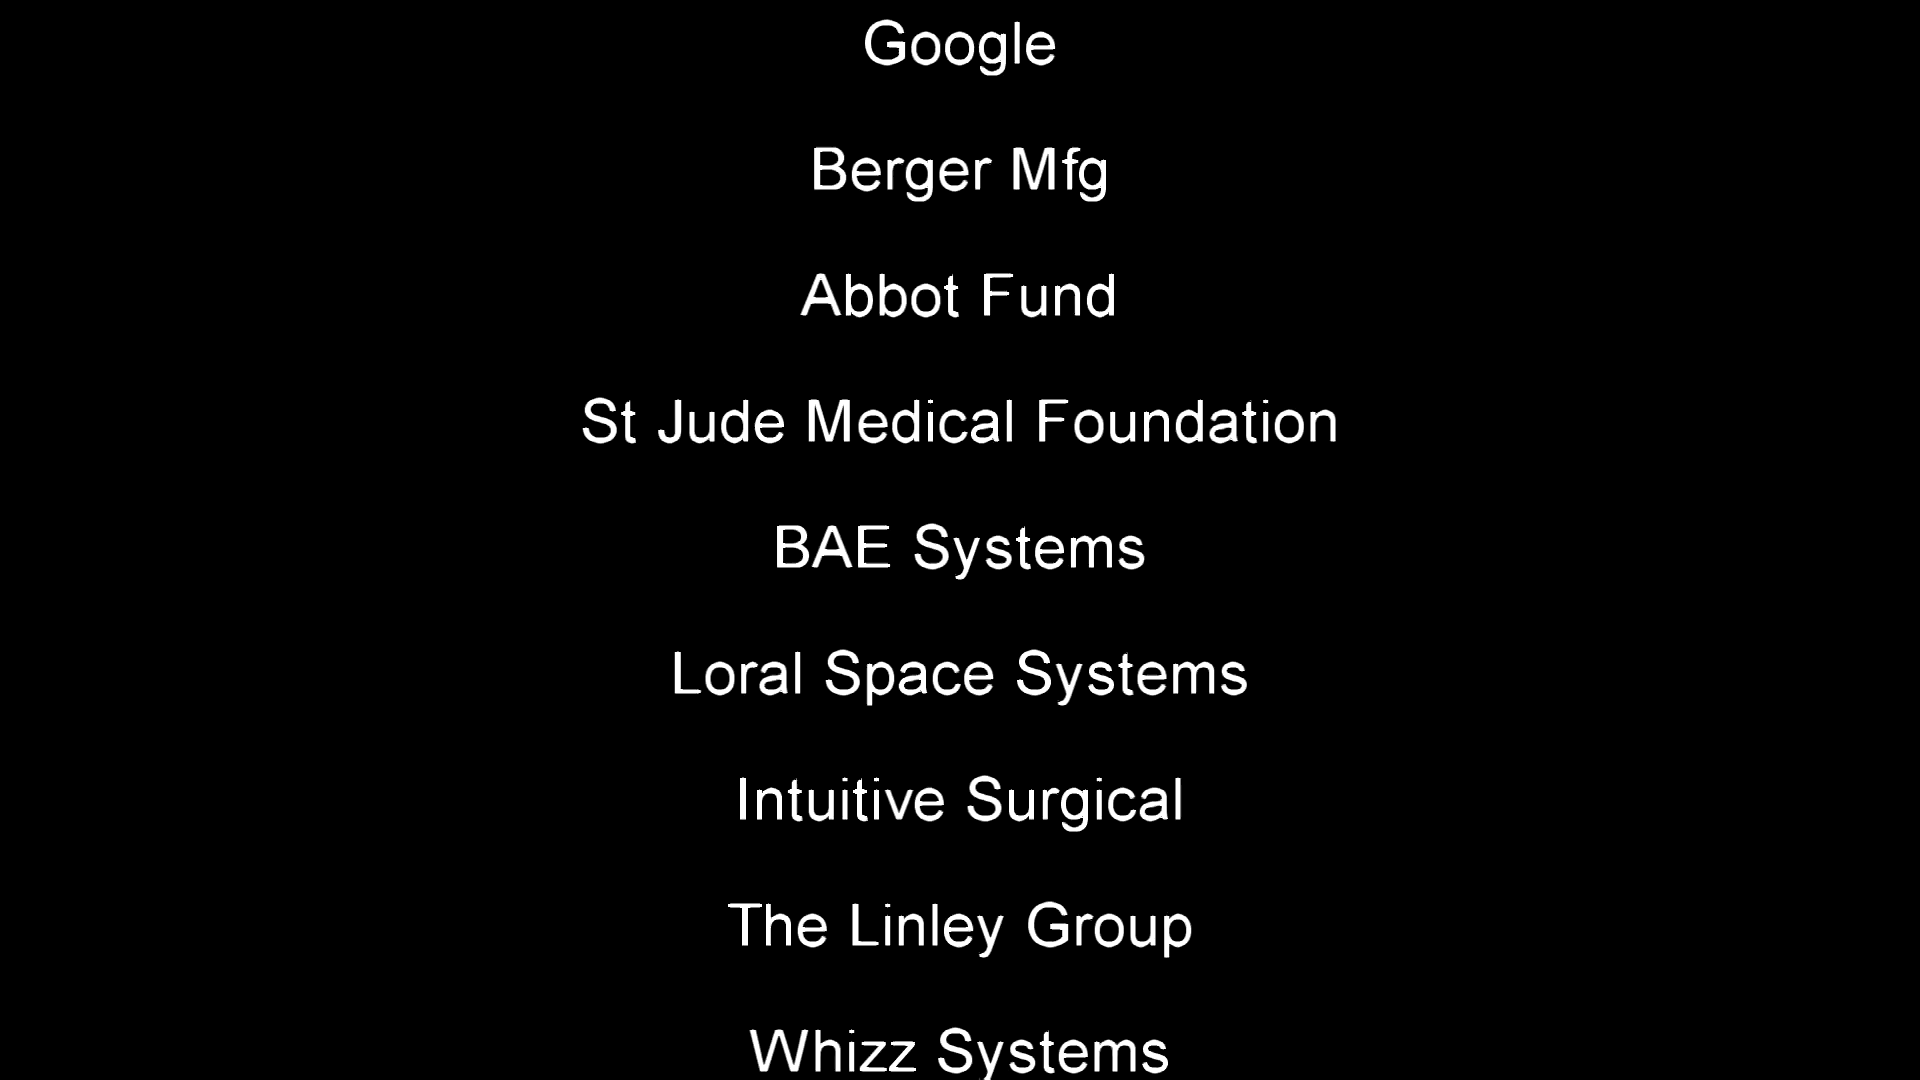 Google
Berger Mfg
Abbot Fund
St Jude Medical Foundation
BAE Systems
Loral Space Systems
Intuitive Surgical
The Linley Group
Whizz Systems